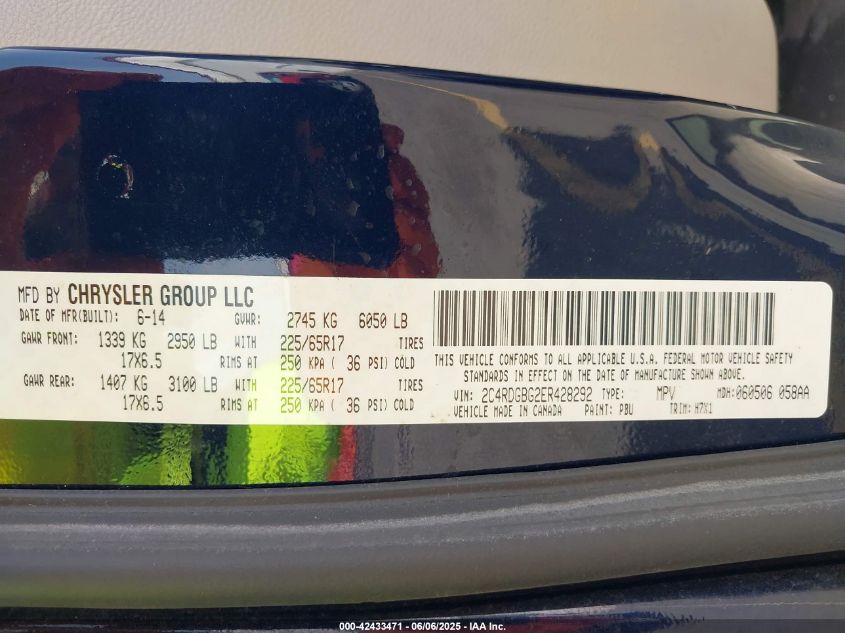 MFD BY CHRYSLER GROUP LLC
DATE OF MFR(BUILT): 6-14 GVWR: 2745 KG 6050 LB
GAWR FRONT: 1339 KG 2950 LB WITH 225/65R17 TIRES
17X6.5 RIMS AT 250 KPA ( 36 PSI) COLD
GAWR REAR: 1407 KG 3100 LB WITH 225/65R17 TIRES
17X6.5 RIMS AT 250 KPA ( 36 PSI) COLD
THIS VEHICLE CONFORMS TO ALL APPLICABLE U.S.A. FEDERAL MOTOR VEHICLE SAFETY
STANDARDS IN EFFECT ON THE DATE OF MANUFACTURE SHOWN ABOVE.
VIN: 2C4RDGBG2ER428292 TYPE: MPV MDH: 060506 058AA
VEHICLE MADE IN CANADA PAINT: PBU TRIM: H7X1
000-42433471 - 06/06/2025 - IAA Inc.